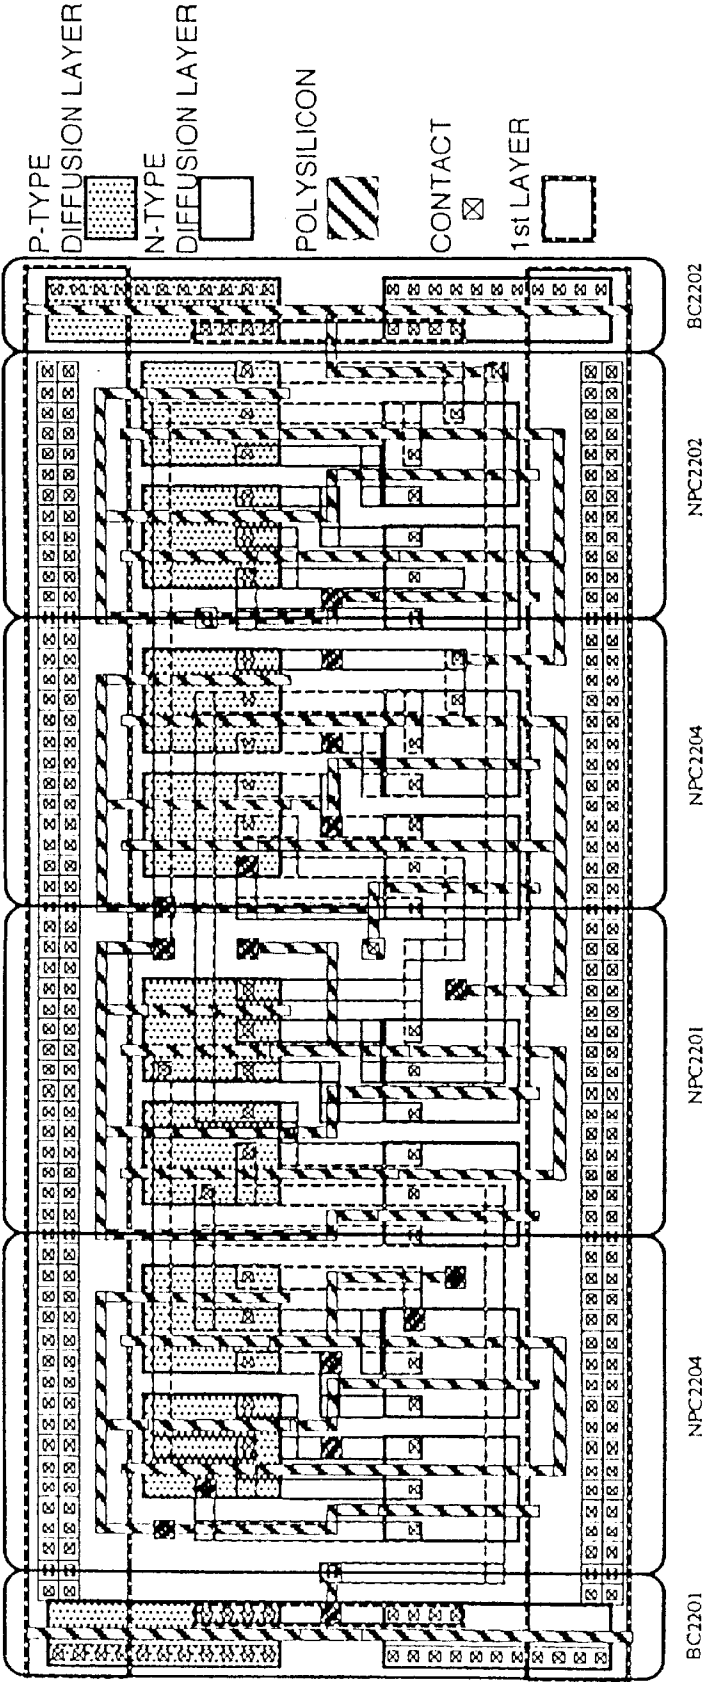 P-TYPE
DIFFUSION LAYER
N-TYPE
DIFFUSION LAYER
POLYSILICON
CONTACT
1st LAYER
BC2202
NPC2202
NPC2204
NPC2201
NPC2204
BC2201